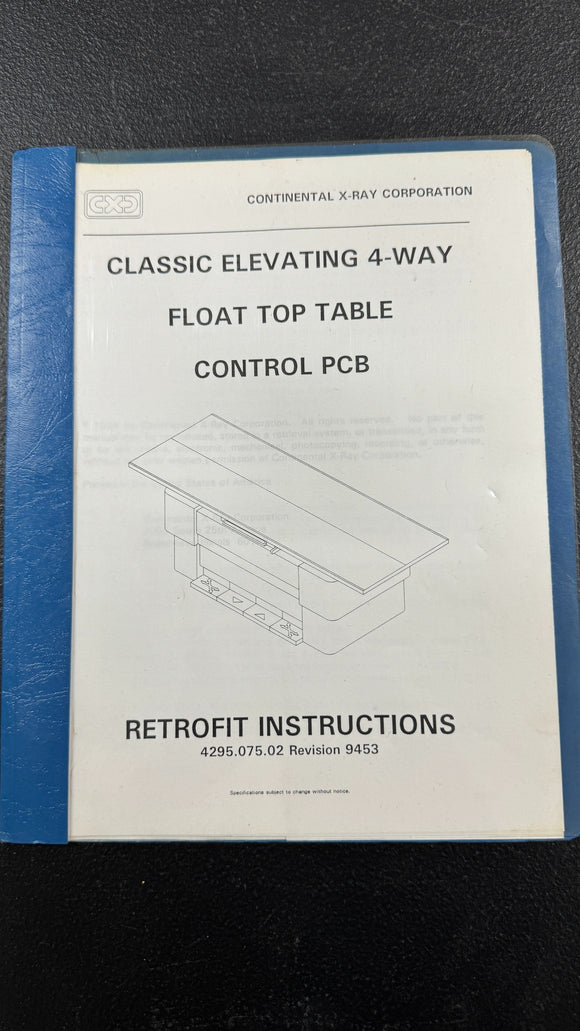 CXC
CONTINENTAL X-RAY CORPORATION
CLASSIC ELEVATING 4-WAY
FLOAT TOP TABLE
CONTROL PCB
RETROFIT INSTRUCTIONS
4295.075.02 Revision 9453
Specifications subject to change without notice.